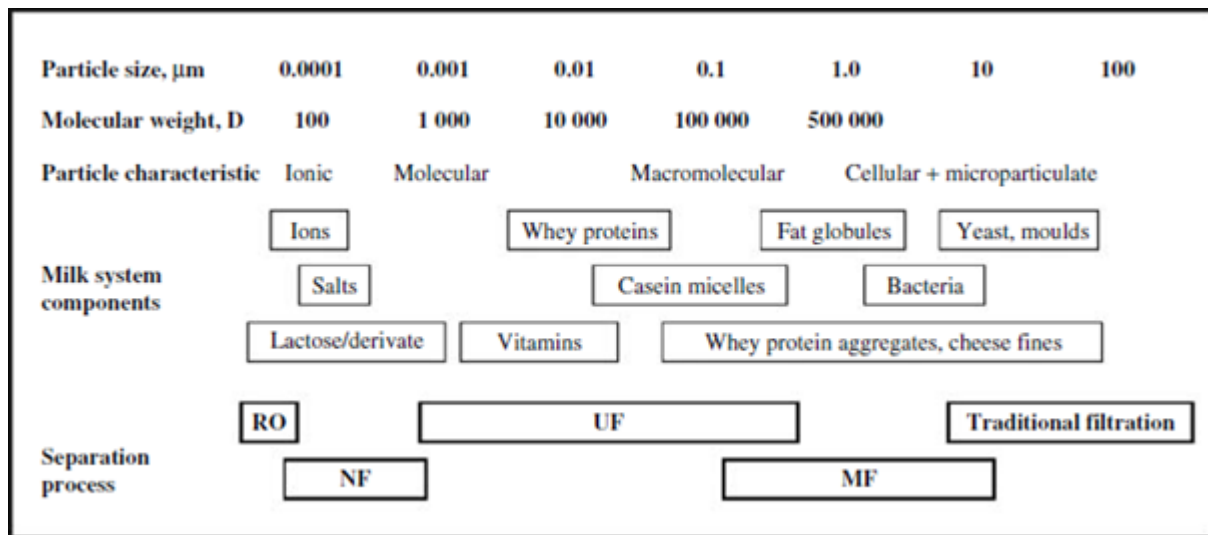 Particle size, μm 0.0001 0.001 0.01 0.1 1.0 10 100
Molecular weight, D 100 1 000 10 000 100 000 500 000
Particle characteristic Ionic Molecular Macromolecular Cellular + microparticulate
Ions Whey proteins Fat globules Yeast, moulds
Milk system
components
Salts Casein micelles Bacteria
Lactose/derivate Vitamins Whey protein aggregates, cheese fines
RO UF Traditional filtration
Separation
process
NF MF